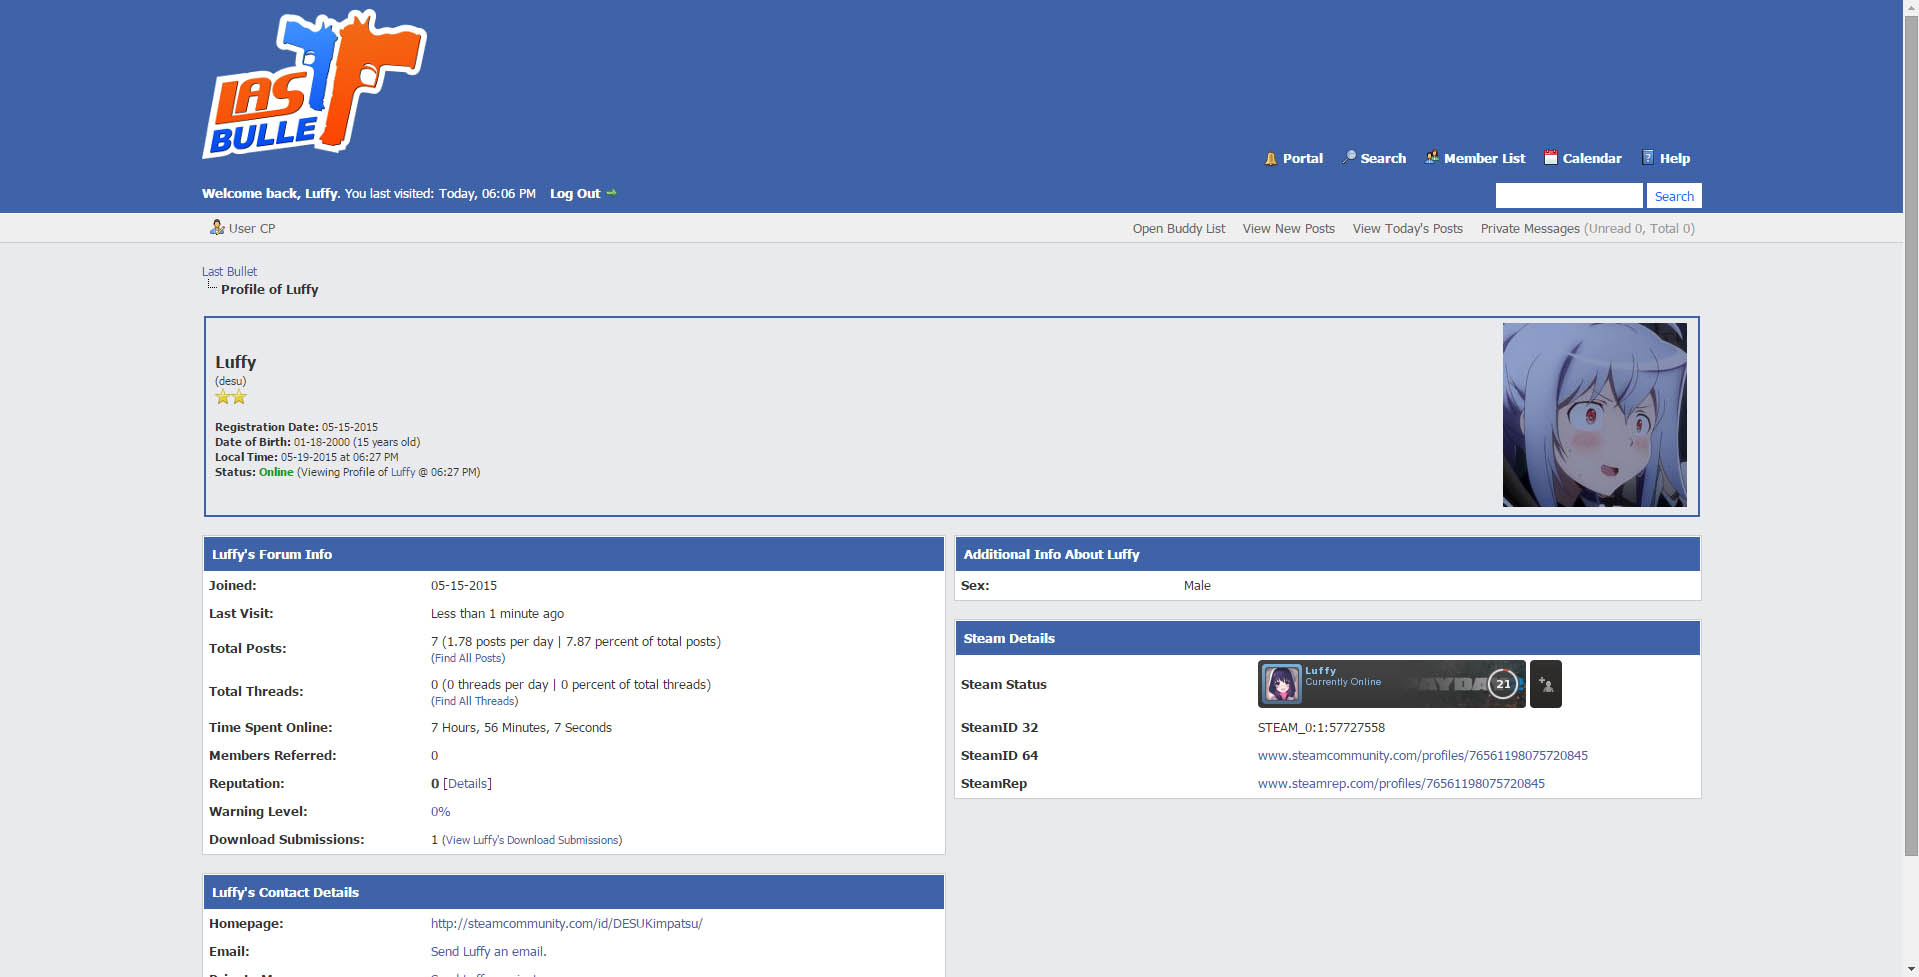 LAST
BULLE
Portal Search Member List Calendar Help
Welcome back, Luffy. You last visited: Today, 06:06 PM Log Out
Search
User CP
Open Buddy List View New Posts View Today's Posts Private Messages (Unread 0, Total 0)
Last Bullet
Profile of Luffy
Luffy
(desu)
Registration Date: 05-15-2015
Date of Birth: 01-18-2000 (15 years old)
Local Time: 05-19-2015 at 06:27 PM
Status: Online (Viewing Profile of Luffy @ 06:27 PM)
Luffy's Forum Info
Joined: 05-15-2015
Last Visit: Less than 1 minute ago
Total Posts: 7 (1.78 posts per day | 7.87 percent of total posts)
(Find All Posts)
Total Threads: 0 (0 threads per day | 0 percent of total threads)
(Find All Threads)
Time Spent Online: 7 Hours, 56 Minutes, 7 Seconds
Members Referred: 0
Reputation: 0 [Details]
Warning Level: 0%
Download Submissions: 1 (View Luffy's Download Submissions)
Luffy's Contact Details
Homepage: http://steamcommunity.com/id/DESUKimpatsu/
Email: Send Luffy an email.
Additional Info About Luffy
Sex: Male
Steam Details
Steam Status
Luffy
Currently Online
21
SteamID 32 STEAM_0:1:57727558
SteamID 64 www.steamcommunity.com/profiles/76561198075720845
SteamRep www.steamrep.com/profiles/76561198075720845